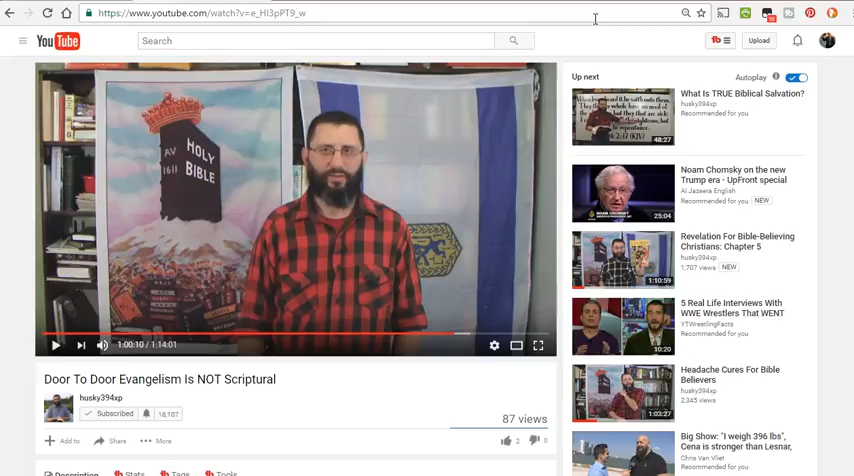 https://www.youtube.com/watch?v=e_HI3pPT9_w
YouTube
Search
Upload
AV
1611
HOLY
BIBLE
1:00:10 / 1:14:01
Door To Door Evangelism Is NOT Scriptural
husky394xp
Subscribed
18,107
87 views
Add to
Share
More
2
0
Description
Stats
Tags
Tools
Up next
Autoplay
48:27
What Is TRUE Biblical Salvation?
husky394xp
Recommended for you
25:04
Noam Chomsky on the new
Trump era - UpFront special
Al Jazeera English
Recommended for you
NEW
1:10:59
Revelation For Bible-Believing
Christians: Chapter 5
husky394xp
1,707 views
NEW
10:20
5 Real Life Interviews With
WWE Wrestlers That WENT
YTWrestlingFacts
Recommended for you
1:03:27
Headache Cures For Bible
Believers
husky394xp
2,345 views
Big Show: "I weigh 396 lbs",
Cena is stronger than Lesnar,
Chris Van Vliet
Recommended for you